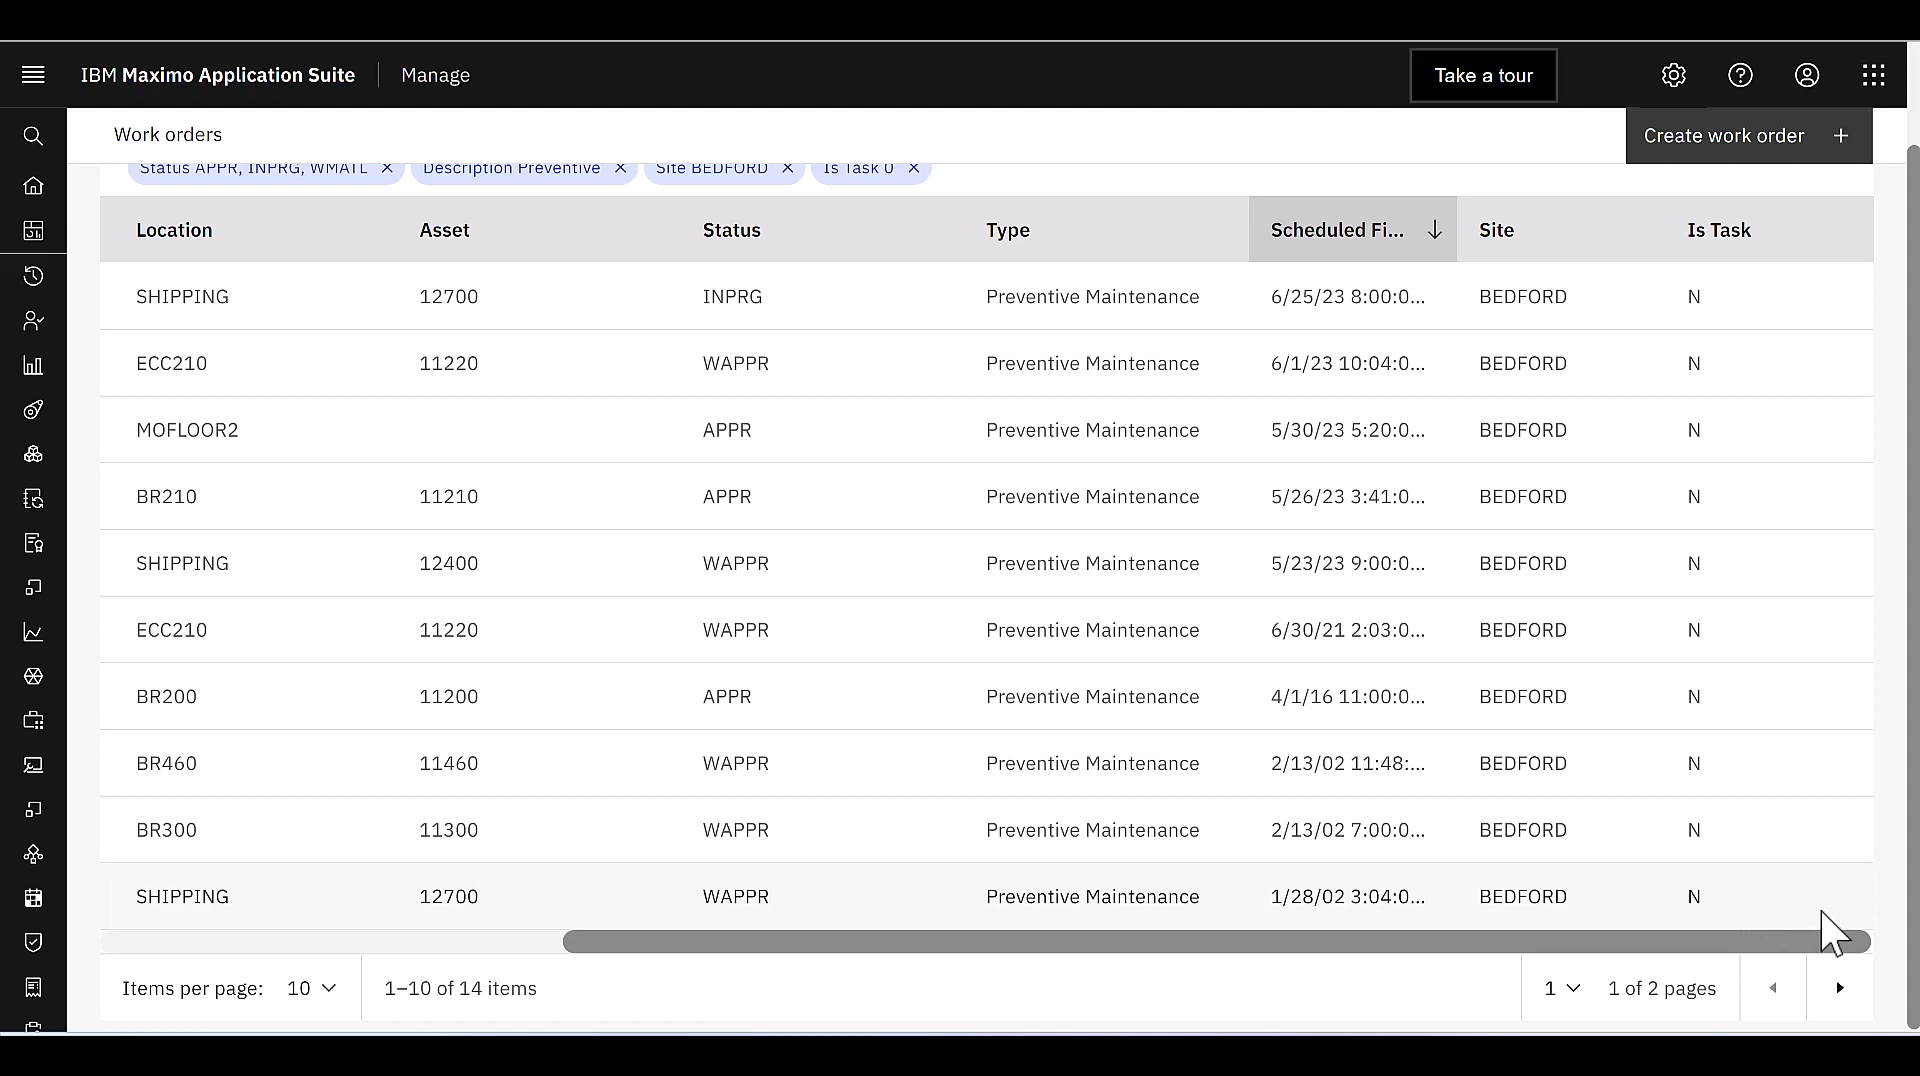 IBM Maximo Application Suite Manage Take a tour
Work orders Create work order +
Status APPR, INPRG, WMATL Description Preventive Site BEDFORD Is Task 0
Location Asset Status Type Scheduled Fi... Site Is Task
SHIPPING 12700 INPRG Preventive Maintenance 6/25/23 8:00:0... BEDFORD N
ECC210 11220 WAPPR Preventive Maintenance 6/1/23 10:04:0... BEDFORD N
MOFLOOR2 APPR Preventive Maintenance 5/30/23 5:20:0... BEDFORD N
BR210 11210 APPR Preventive Maintenance 5/26/23 3:41:0... BEDFORD N
SHIPPING 12400 WAPPR Preventive Maintenance 5/23/23 9:00:0... BEDFORD N
ECC210 11220 WAPPR Preventive Maintenance 6/30/21 2:03:0... BEDFORD N
BR200 11200 APPR Preventive Maintenance 4/1/16 11:00:0... BEDFORD N
BR460 11460 WAPPR Preventive Maintenance 2/13/02 11:48:... BEDFORD N
BR300 11300 WAPPR Preventive Maintenance 2/13/02 7:00:0... BEDFORD N
SHIPPING 12700 WAPPR Preventive Maintenance 1/28/02 3:04:0... BEDFORD N
Items per page: 10 1–10 of 14 items 1 1 of 2 pages